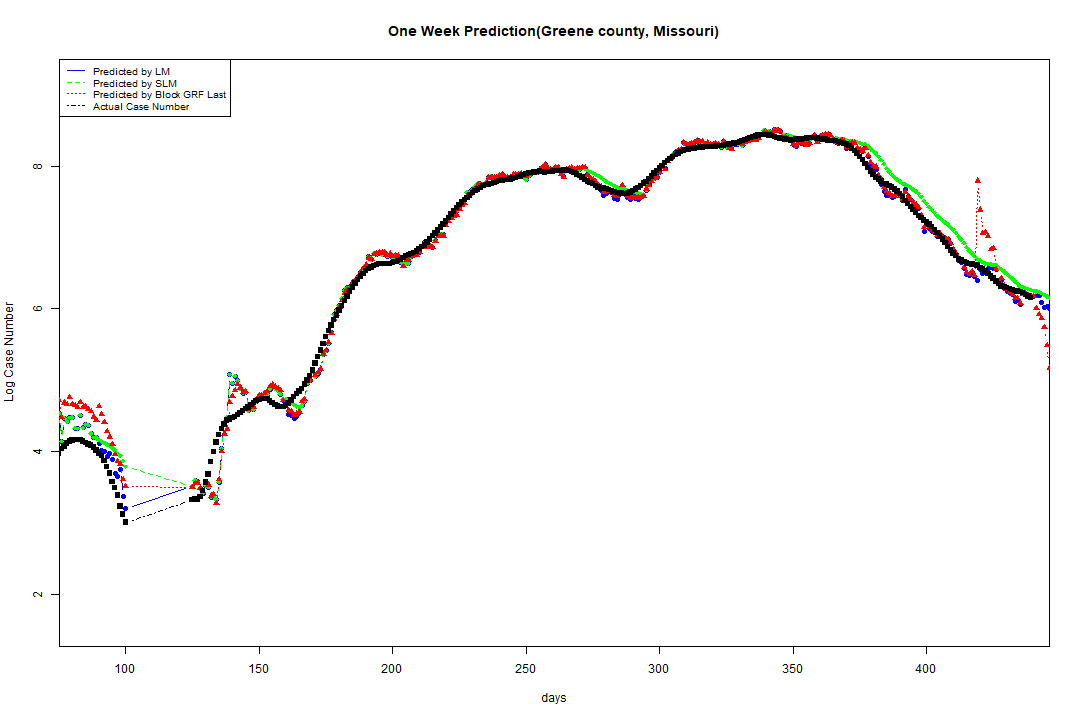 One Week Prediction(Greene county, Missouri)
Predicted by LM
Predicted by SLM
Predicted by Block GRF Last
Actual Case Number
8
6
4
2
Log Case Number
100 150 200 250 300 350 400
days